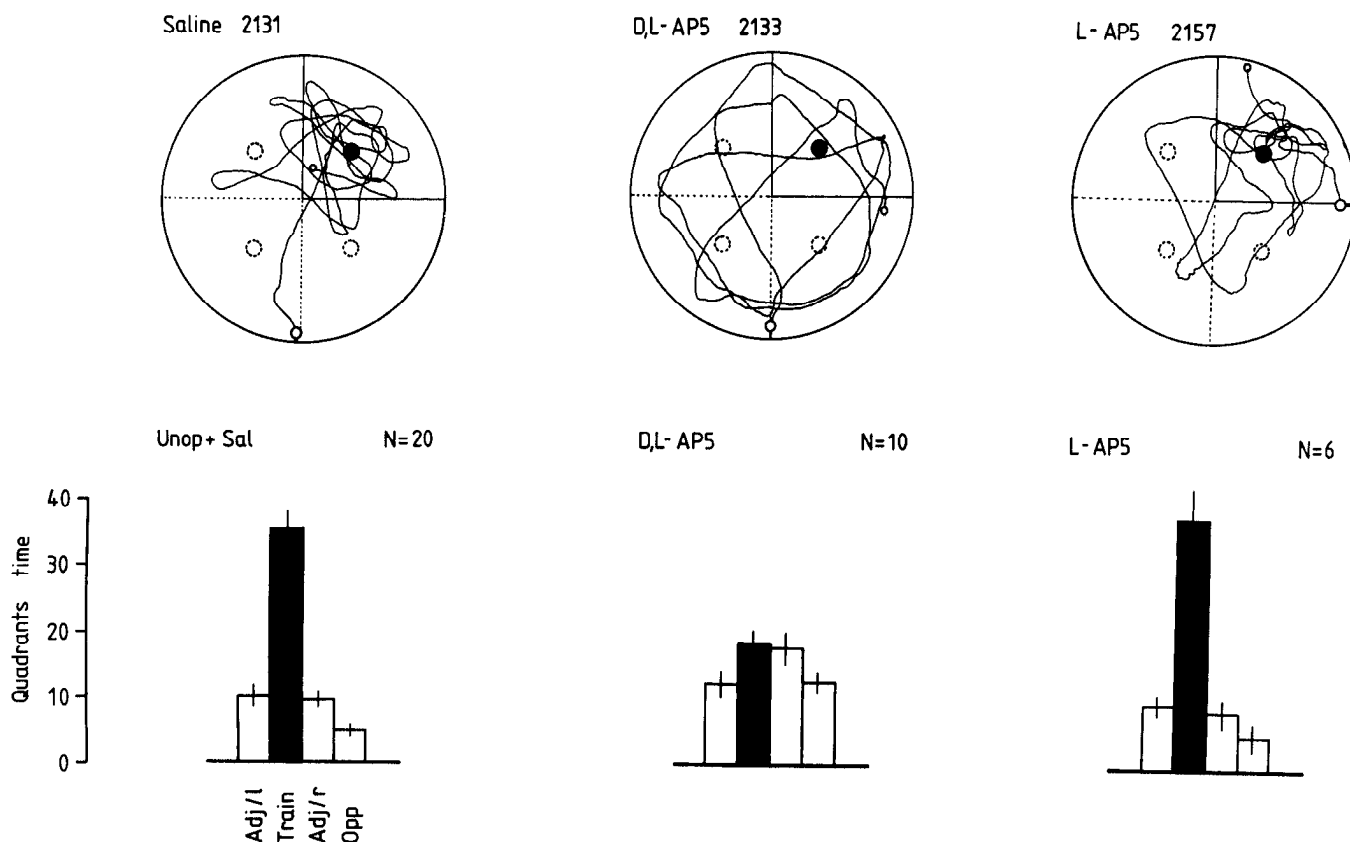 Saline 2131
D,L-AP5 2133
L-AP5 2157
Unop+ Sal N=20
D,L-AP5 N=10
L-AP5 N=6
Quadrants time
40
30
20
10
0
Adj/l
Train
Adj/r
Opp